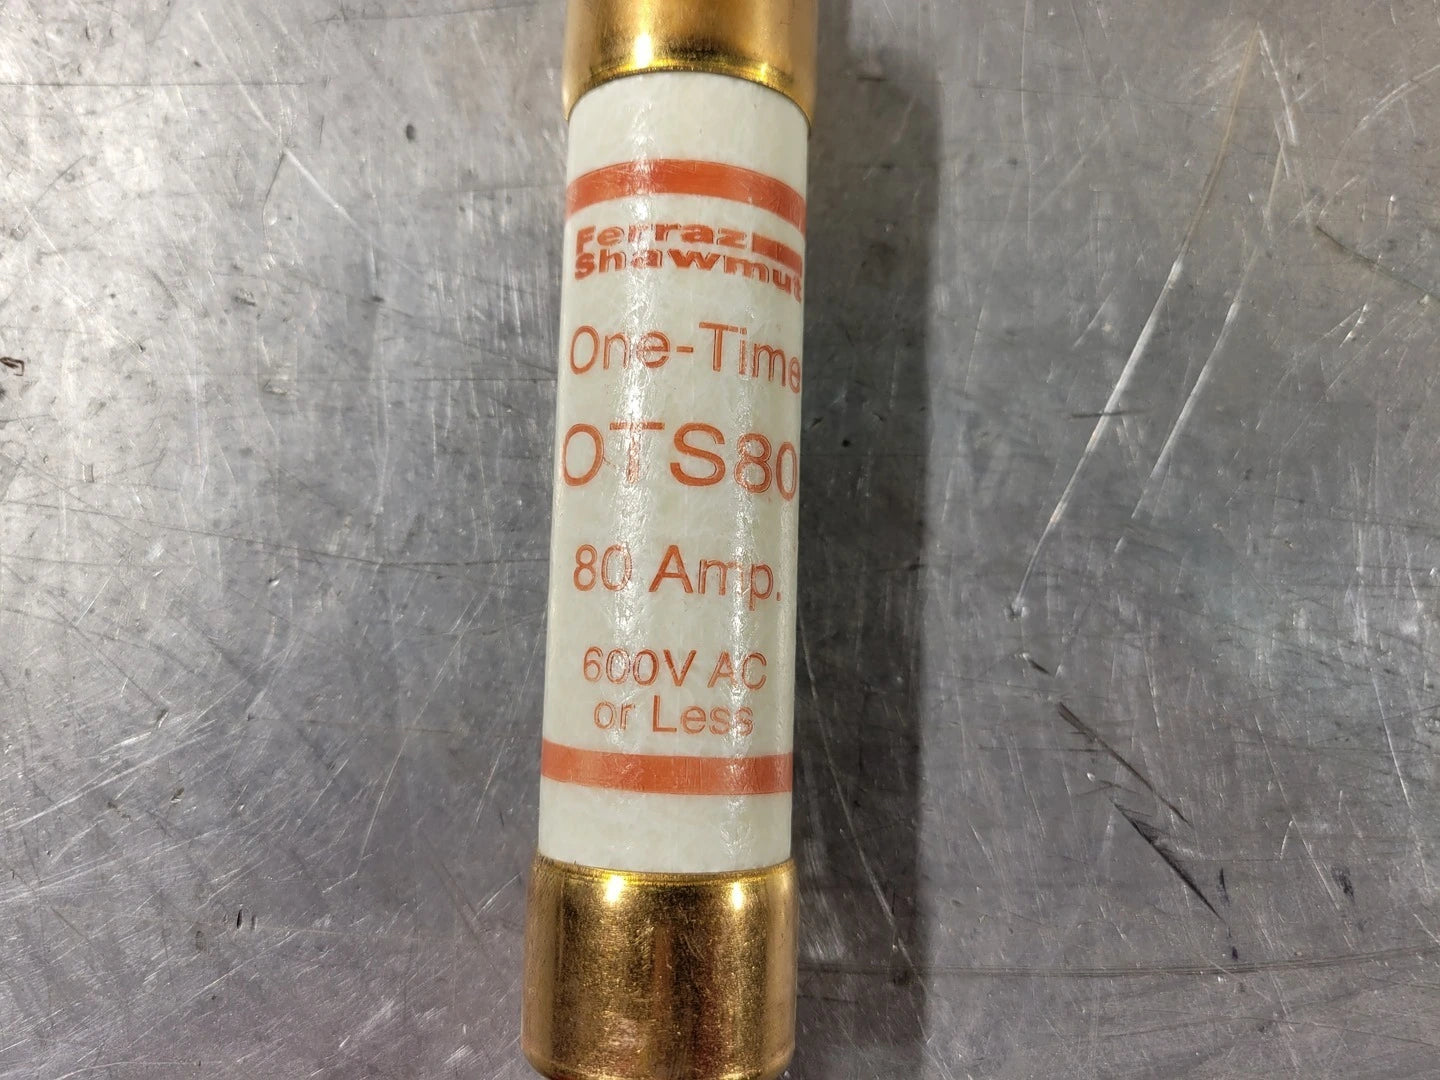 Ferraz
Shawmut
One-Time
OTS80
80 Amp.
600V AC
or Less